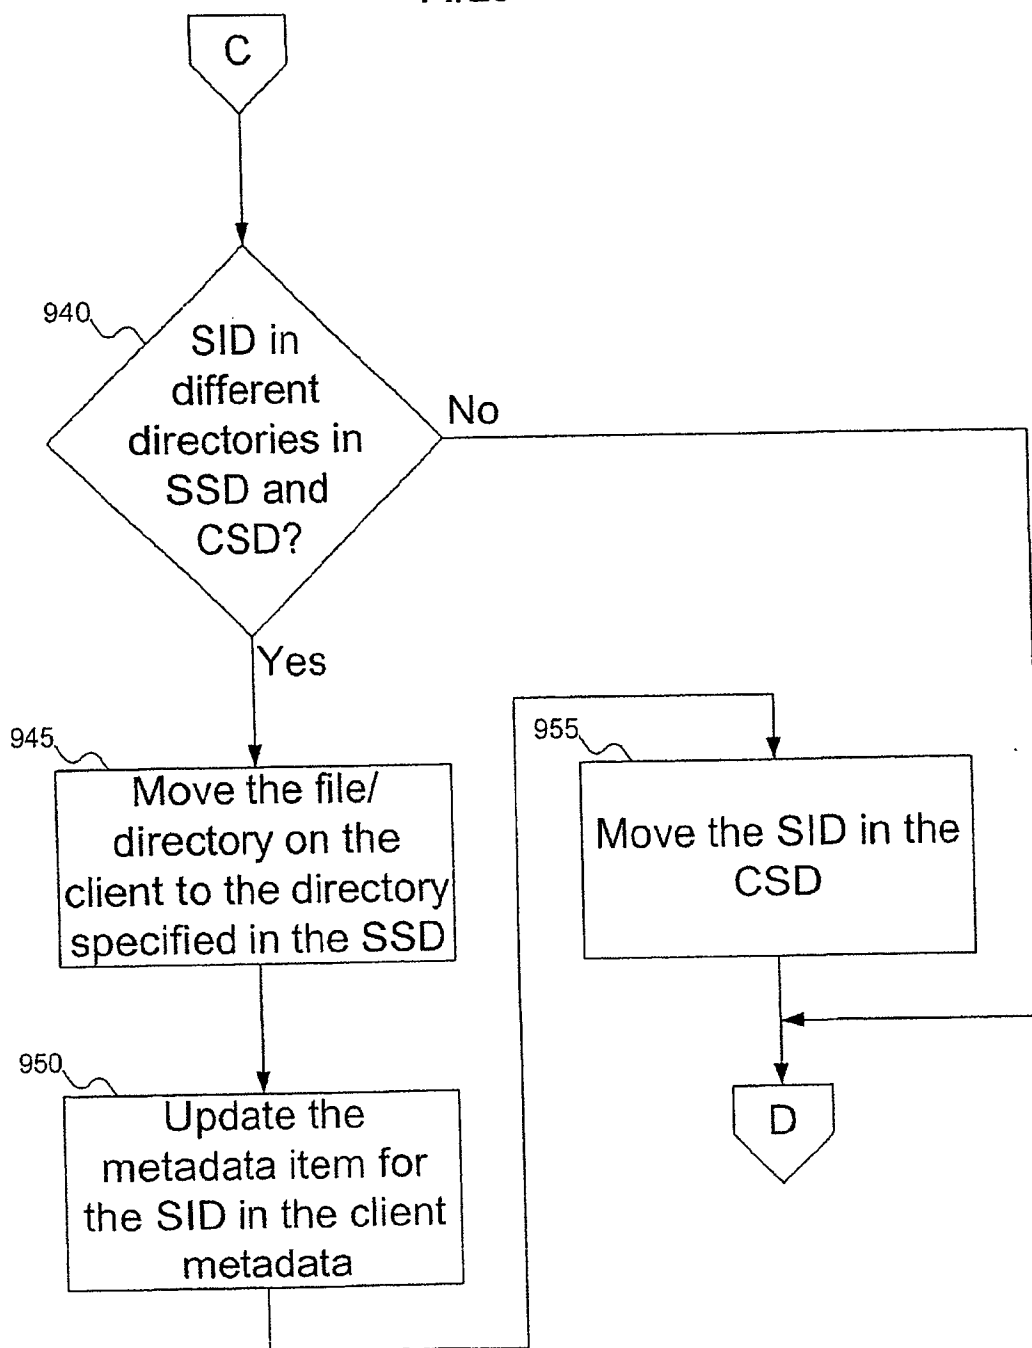 C
940
SID in
different
directories in
SSD and
CSD?
No
Yes
945
Move the file/
directory on the
client to the directory
specified in the SSD
950
Update the
metadata item for
the SID in the client
metadata
955
Move the SID in the
CSD
D